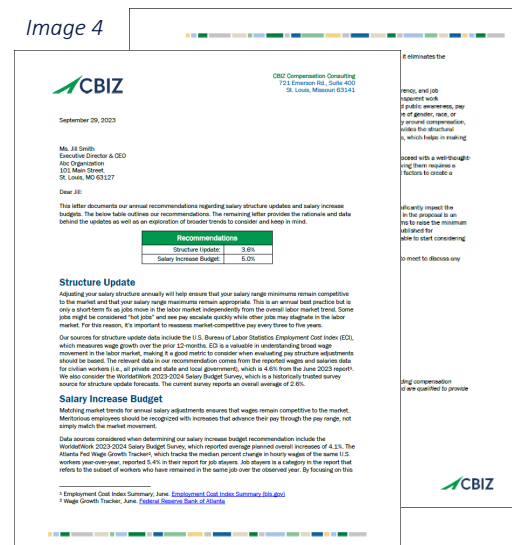 Image 4
CBIZ
CBIZ Compensation Consulting
721 Emerson Rd., Suite 400
St. Louis, Missouri 63141
September 29, 2023
Ms. Jill Smith
Executive Director & CEO
Abc Organization
101 Main Street.
St. Louis, MO 63127
Dear Jill:
This letter documents our annual recommendations regarding salary structure updates and salary increase
budgets. The below table outlines our recommendations. The remaining letter provides the rationale and data
behind the updates as well as an exploration of broader trends to consider and keep in mind.
Recommendations
Structure Update: 3.6%
Salary Increase Budget: 5.0%
Structure Update
Adjusting your salary structure annually will help ensure that your salary range minimums remain competitive
to the market and that your salary range maximums remain appropriate. This is an annual best practice but is
only a short-term fix as jobs move in the labor market independently from the overall labor market trend. Some
jobs might be considered "hot jobs" and see pay escalate quickly while other jobs may stagnate in the labor
market. For this reason, it's important to reassess market-competitive pay every three to five years.
Our sources for structure update data include the U.S. Bureau of Labor Statistics Employment Cost Index (ECI),
which measures wage growth over the prior 12-months. ECI is a valuable in understanding broad wage
movement in the labor market, making it a good metric to consider when evaluating pay structure adjustments
should be based. The relevant data in our recommendation comes from the reported wages and salaries data
for civilian workers (i.e., all private and state and local government), which is 4.6% from the June 2023 report¹.
We also consider the WorldatWork 2023-2024 Salary Budget Survey, which is a historically trusted survey
source for structure update forecasts. The current survey reports an overall average of 2.6%.
Salary Increase Budget
Matching market trends for annual salary adjustments ensures that wages remain competitive to the market.
Meritorious employees should be recognized with increases that advance their pay through the pay range, not
simply match the market movement.
Data sources considered when determining our salary increase budget recommendation include the
WorldatWork 2023-2024 Salary Budget Survey, which reported average planned overall increases of 4.1%. The
Atlanta Fed Wage Growth Tracker², which tracks the median percent change in hourly wages of the same U.S.
workers year-over-year, reported 5.4% in their report for job stayers. Job stayers is a category in the report that
refers to the subset of workers who have remained in the same job over the observed year. By focusing on this
¹ Employment Cost Index Summary; June. Employment Cost Index Summary (bls.gov)
² Wage Growth Tracker, June. Federal Reserve Bank of Atlanta
it eliminates the
rency, and job
nsparent work
d public awareness, pay
e of gender, race, or
y around compensation,
ovides the structural
s, which helps in making
oceed with a well-thought-
ving them requires a
l factors to create a
nificantly impact the
in the proposal is an
ns to raise the minimum
ublished for
able to start considering
to meet to discuss any
ding compensation
d are qualified to provide
CBIZ